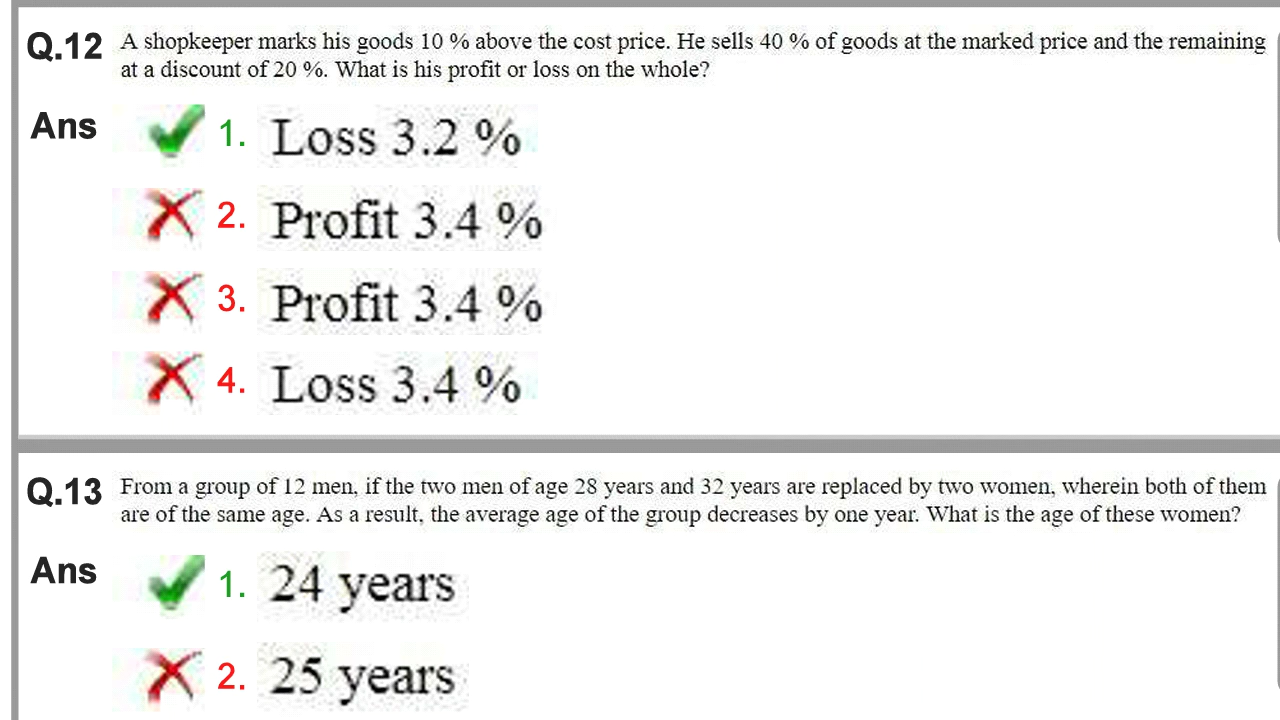 Q.12 A shopkeeper marks his goods 10 % above the cost price. He sells 40 % of goods at the marked price and the remaining
at a discount of 20 %. What is his profit or loss on the whole?
Ans 1. Loss 3.2 %
2. Profit 3.4 %
3. Profit 3.4 %
4. Loss 3.4 %
Q.13 From a group of 12 men, if the two men of age 28 years and 32 years are replaced by two women, wherein both of them
are of the same age. As a result, the average age of the group decreases by one year. What is the age of these women?
Ans 1. 24 years
2. 25 years